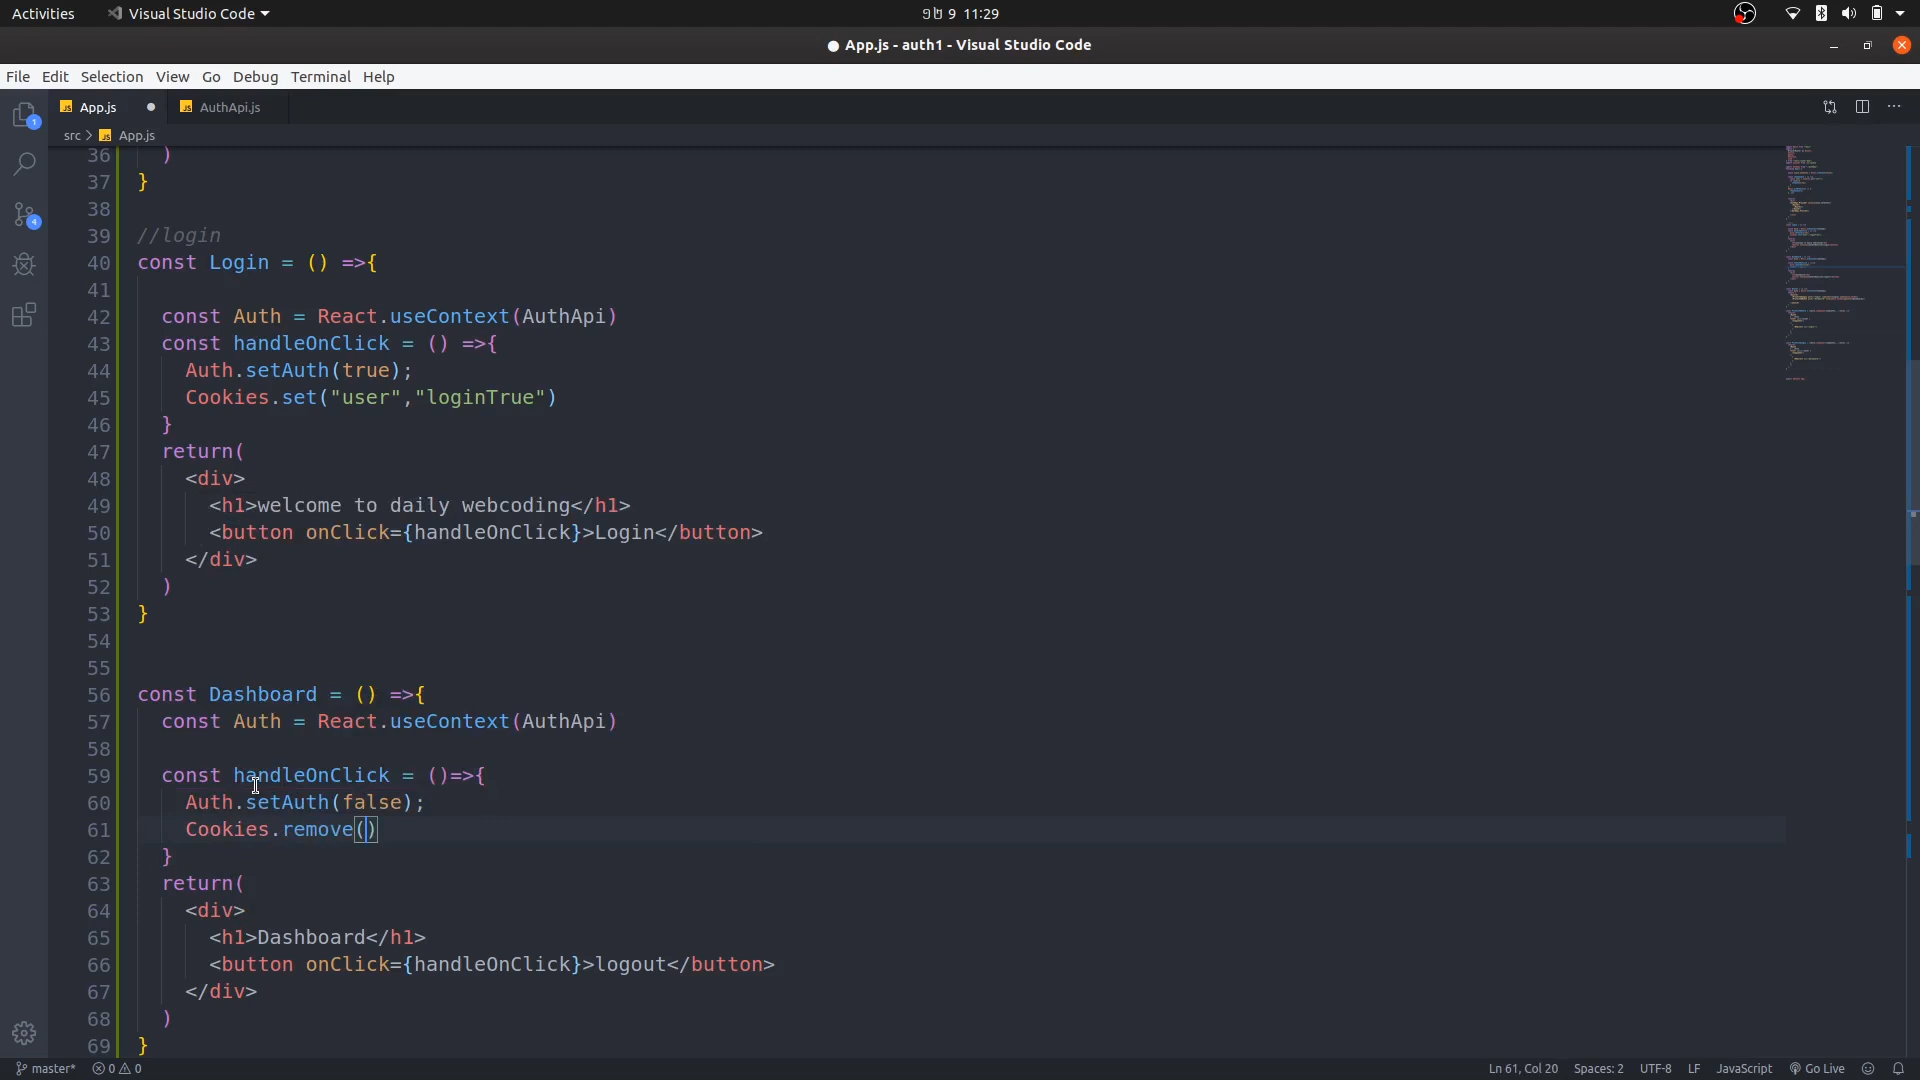 Activities
Visual Studio Code
11:29
App.js - auth1 - Visual Studio Code
File Edit Selection View Go Debug Terminal Help
App.js
AuthApi.js
src > App.js
36 )
37 }
38
39 //login
40 const Login = () =>{
41
42 const Auth = React.useContext(AuthApi)
43 const handleOnClick = () =>{
44 Auth.setAuth(true);
45 Cookies.set("user","loginTrue")
46 }
47 return(
48 <div>
49 <h1>welcome to daily webcoding</h1>
50 <button onClick={handleOnClick}>Login</button>
51 </div>
52 )
53 }
54
55
56 const Dashboard = () =>{
57 const Auth = React.useContext(AuthApi)
58
59 const handleOnClick = ()=>{
60 Auth.setAuth(false);
61 Cookies.remove()
62 }
63 return(
64 <div>
65 <h1>Dashboard</h1>
66 <button onClick={handleOnClick}>logout</button>
67 </div>
68 )
69 }
1
4
master* 0 0
Ln 61, Col 20 Spaces: 2 UTF-8 LF JavaScript Go Live